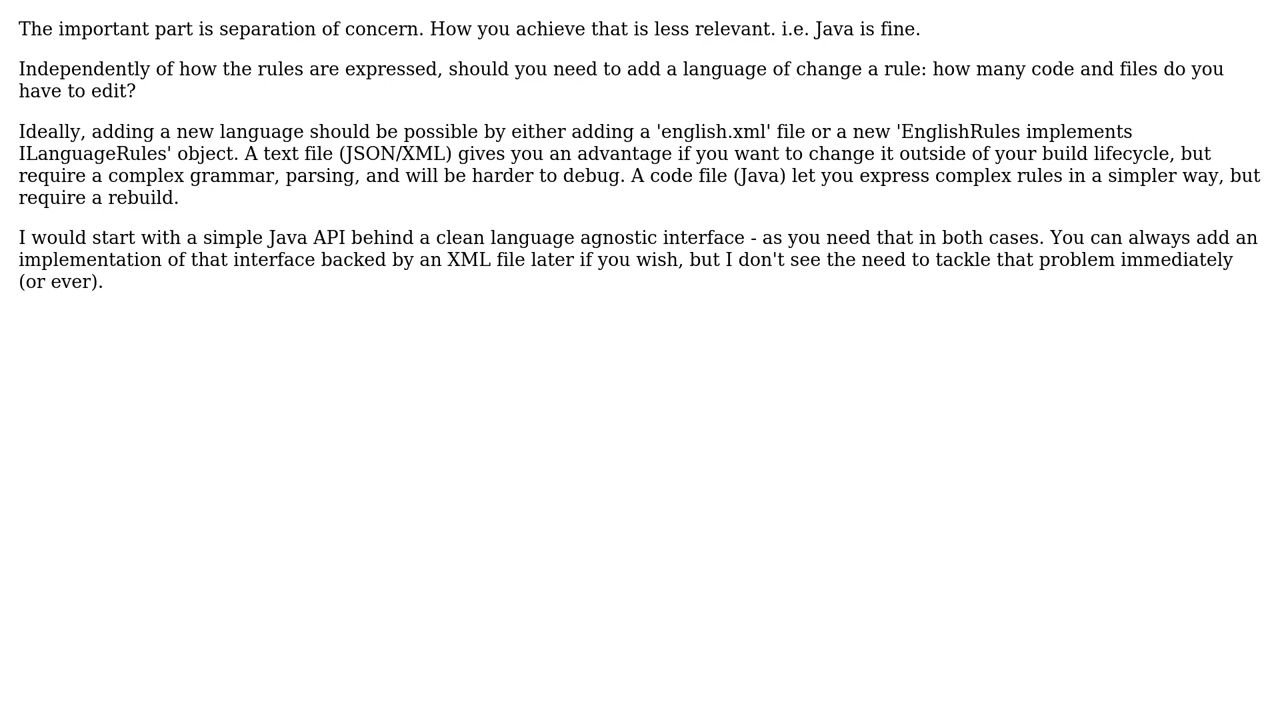 The important part is separation of concern. How you achieve that is less relevant. i.e. Java is fine.
Independently of how the rules are expressed, should you need to add a language of change a rule: how many code and files do you
have to edit?
Ideally, adding a new language should be possible by either adding a 'english.xml' file or a new 'EnglishRules implements
ILanguageRules' object. A text file (JSON/XML) gives you an advantage if you want to change it outside of your build lifecycle, but
require a complex grammar, parsing, and will be harder to debug. A code file (Java) let you express complex rules in a simpler way, but
require a rebuild.
I would start with a simple Java API behind a clean language agnostic interface - as you need that in both cases. You can always add an
implementation of that interface backed by an XML file later if you wish, but I don't see the need to tackle that problem immediately
(or ever).